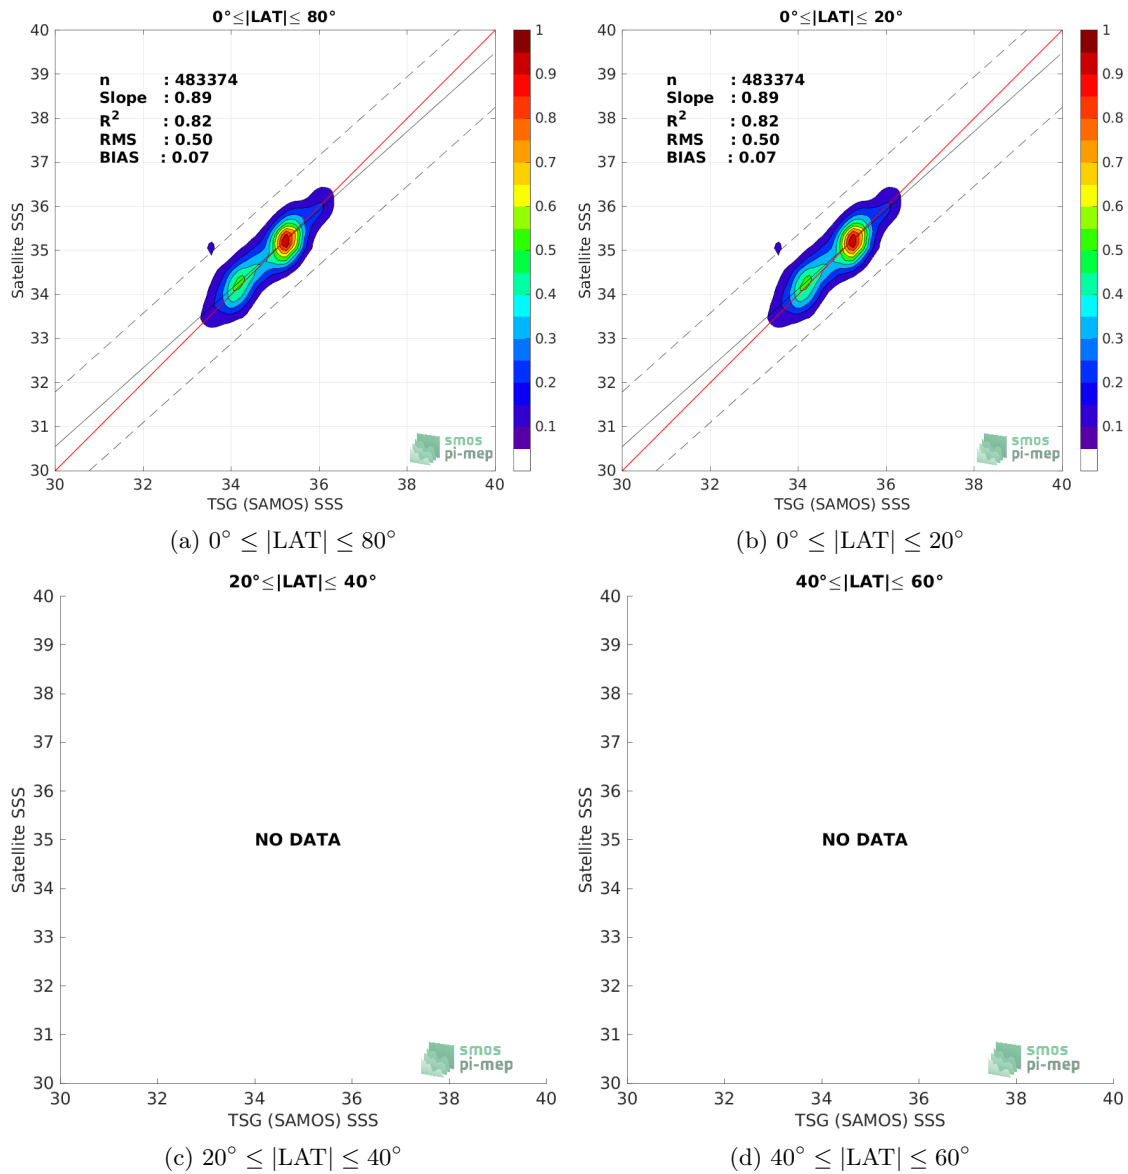 0°≤|LAT|≤ 80°
40
39
38
37
36
35
34
33
32
31
30
Satellite SSS
n : 483374
Slope : 0.89
R² : 0.82
RMS : 0.50
BIAS : 0.07
smos
pi-mep
30 32 34 36 38 40
TSG (SAMOS) SSS
1
0.9
0.8
0.7
0.6
0.5
0.4
0.3
0.2
0.1
(a) 0° ≤ |LAT| ≤ 80°
0°≤|LAT|≤ 20°
40
39
38
37
36
35
34
33
32
31
30
Satellite SSS
n : 483374
Slope : 0.89
R² : 0.82
RMS : 0.50
BIAS : 0.07
smos
pi-mep
30 32 34 36 38 40
TSG (SAMOS) SSS
1
0.9
0.8
0.7
0.6
0.5
0.4
0.3
0.2
0.1
(b) 0° ≤ |LAT| ≤ 20°
20°≤|LAT|≤ 40°
40
39
38
37
36
35
34
33
32
31
30
Satellite SSS
NO DATA
smos
pi-mep
30 32 34 36 38 40
TSG (SAMOS) SSS
(c) 20° ≤ |LAT| ≤ 40°
40°≤|LAT|≤ 60°
40
39
38
37
36
35
34
33
32
31
30
Satellite SSS
NO DATA
smos
pi-mep
30 32 34 36 38 40
TSG (SAMOS) SSS
(d) 40° ≤ |LAT| ≤ 60°